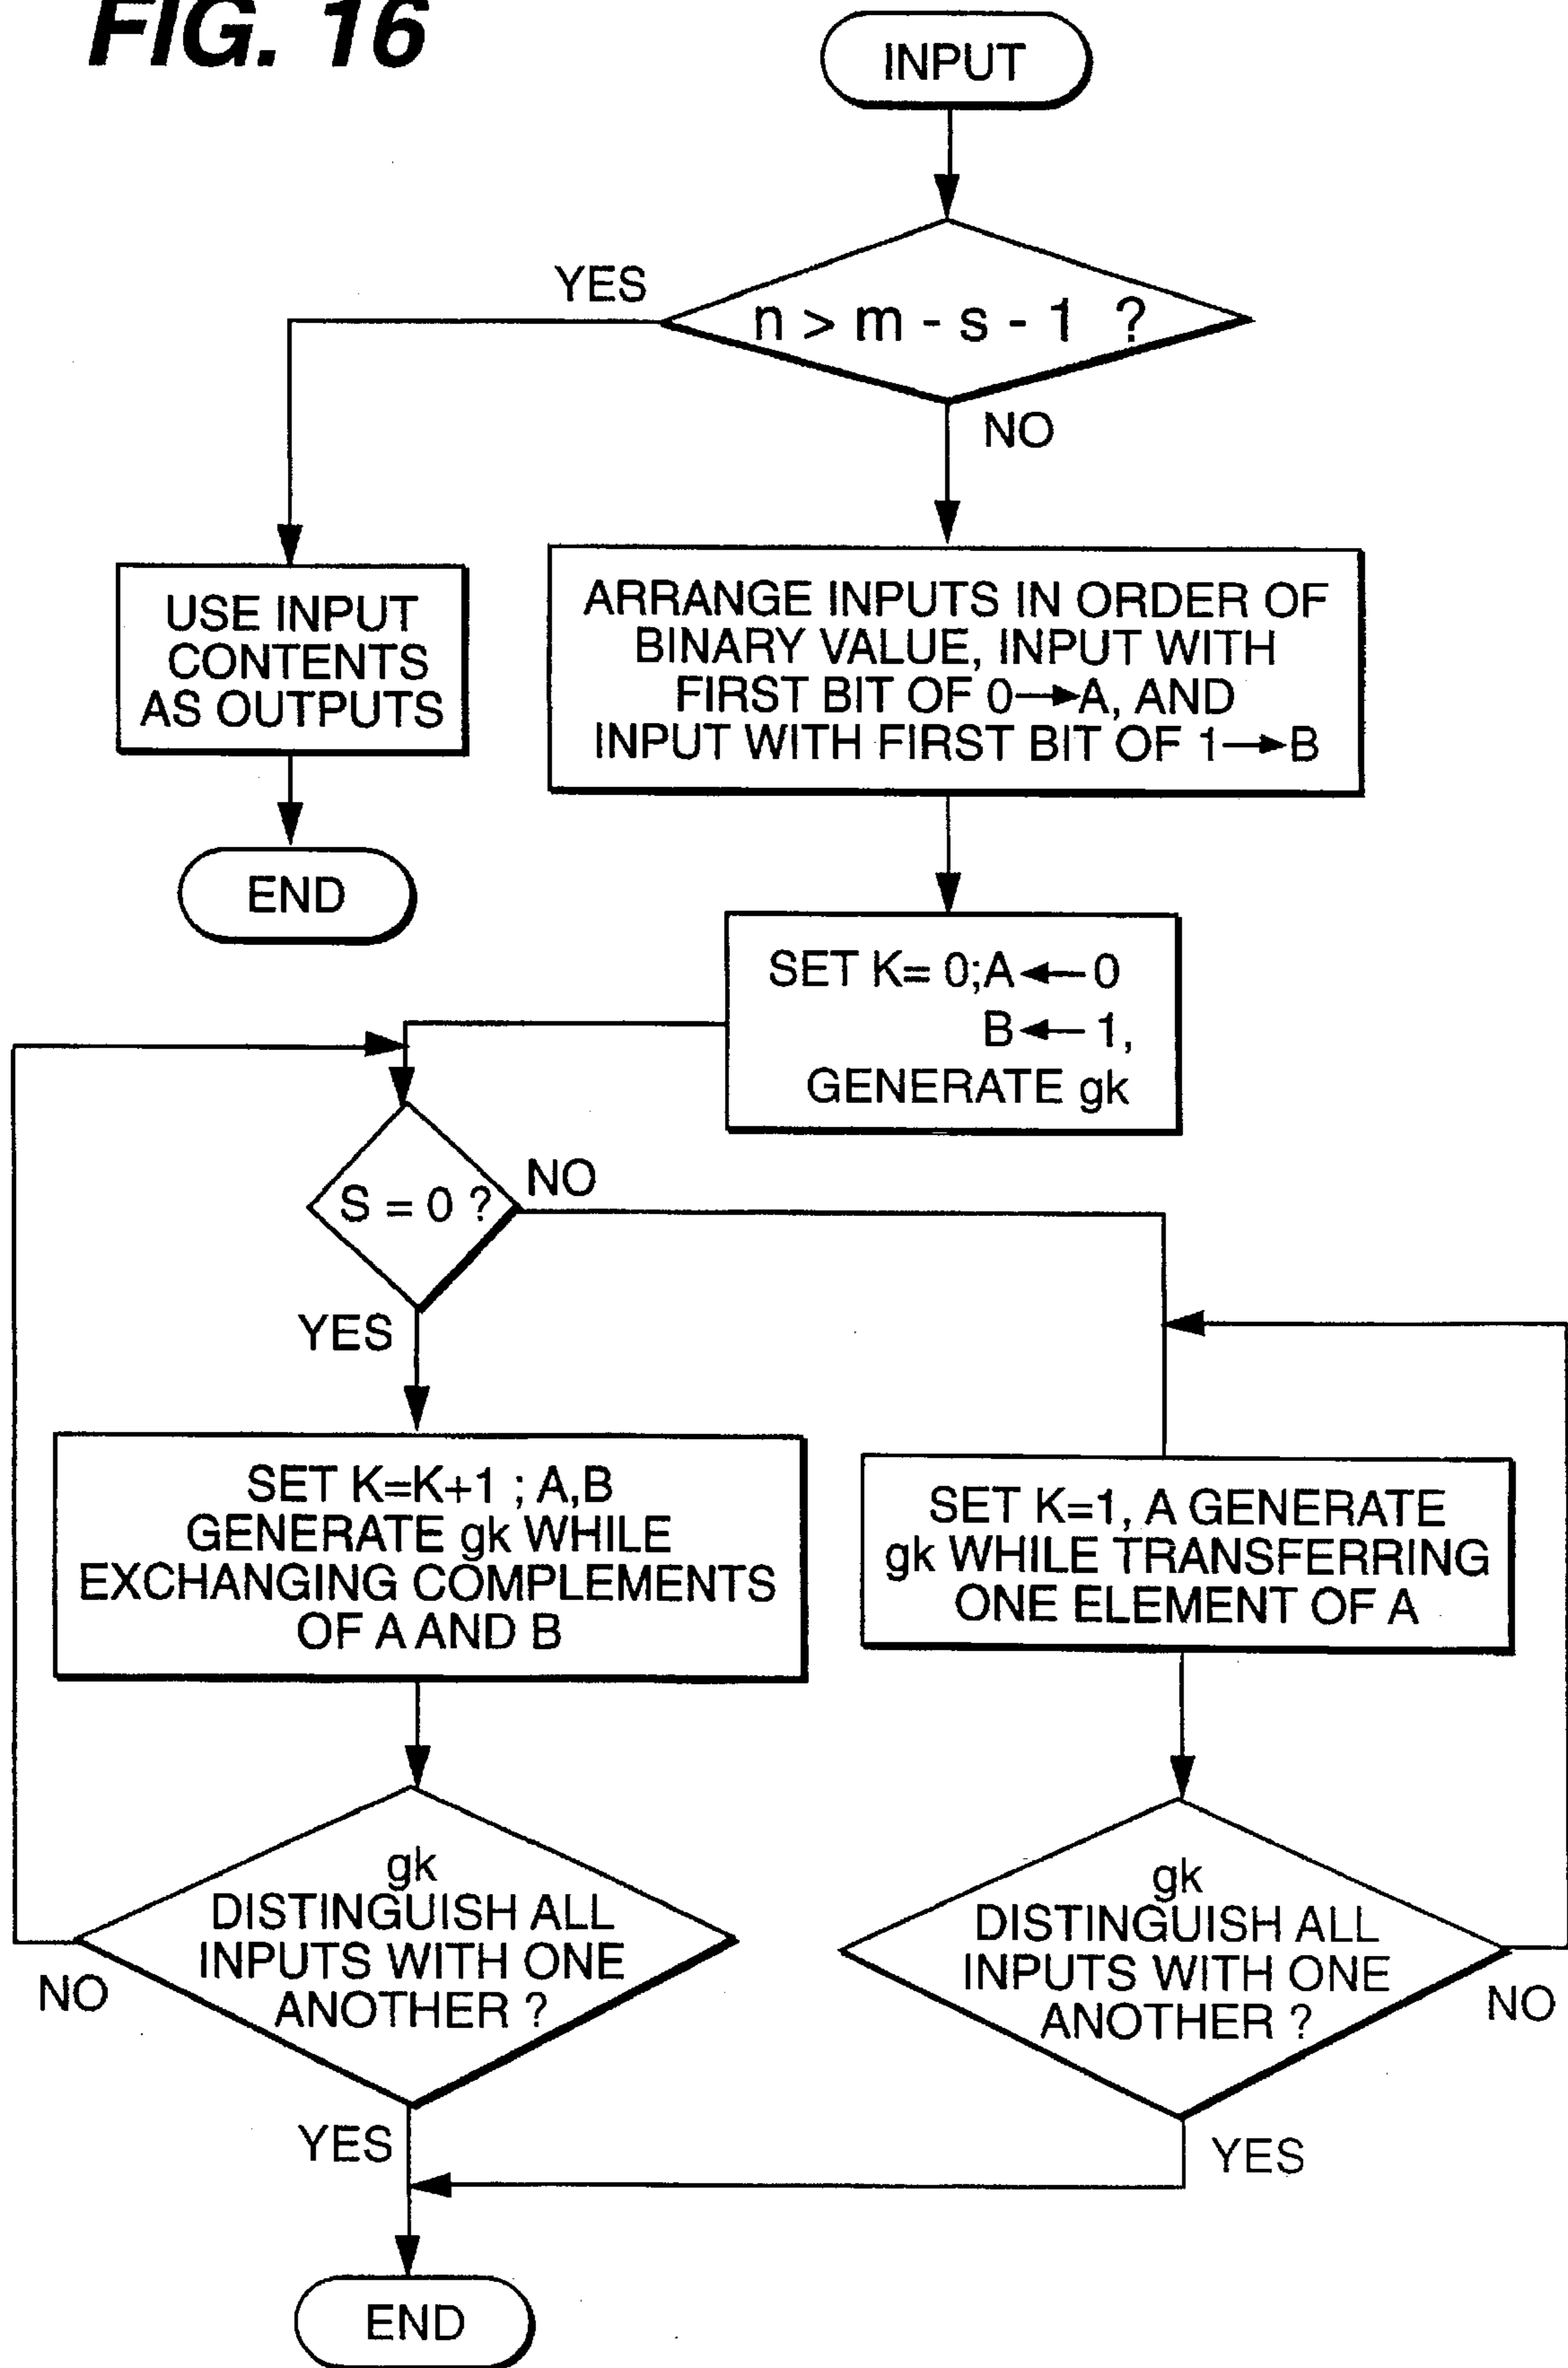 FIG. 16
INPUT
YES
n > m - s - 1 ?
NO
USE INPUT
CONTENTS
AS OUTPUTS
ARRANGE INPUTS IN ORDER OF
BINARY VALUE, INPUT WITH
FIRST BIT OF 0→A, AND
INPUT WITH FIRST BIT OF 1→B
END
SET K= 0;A←0
B←1,
GENERATE gk
S = 0 ?
NO
YES
SET K=K+1 ; A,B
GENERATE gk WHILE
EXCHANGING COMPLEMENTS
OF A AND B
SET K=1, A GENERATE
gk WHILE TRANSFERRING
ONE ELEMENT OF A
gk
DISTINGUISH ALL
INPUTS WITH ONE
ANOTHER ?
NO
gk
DISTINGUISH ALL
INPUTS WITH ONE
ANOTHER ?
NO
YES
YES
END